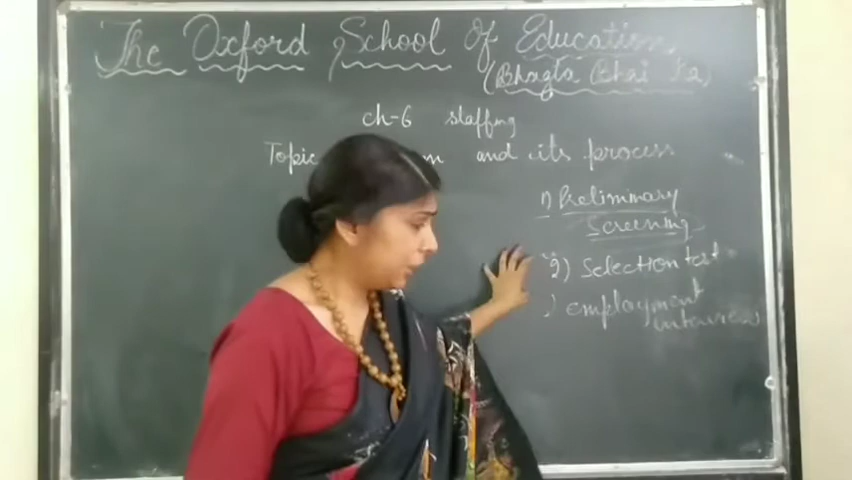 The Oxford School of Education
(Bhagta Bhai Ka)
ch-6 staffing
Topic and its process
1) Preliminary
Screening
2) Selection test
) employment
interviews